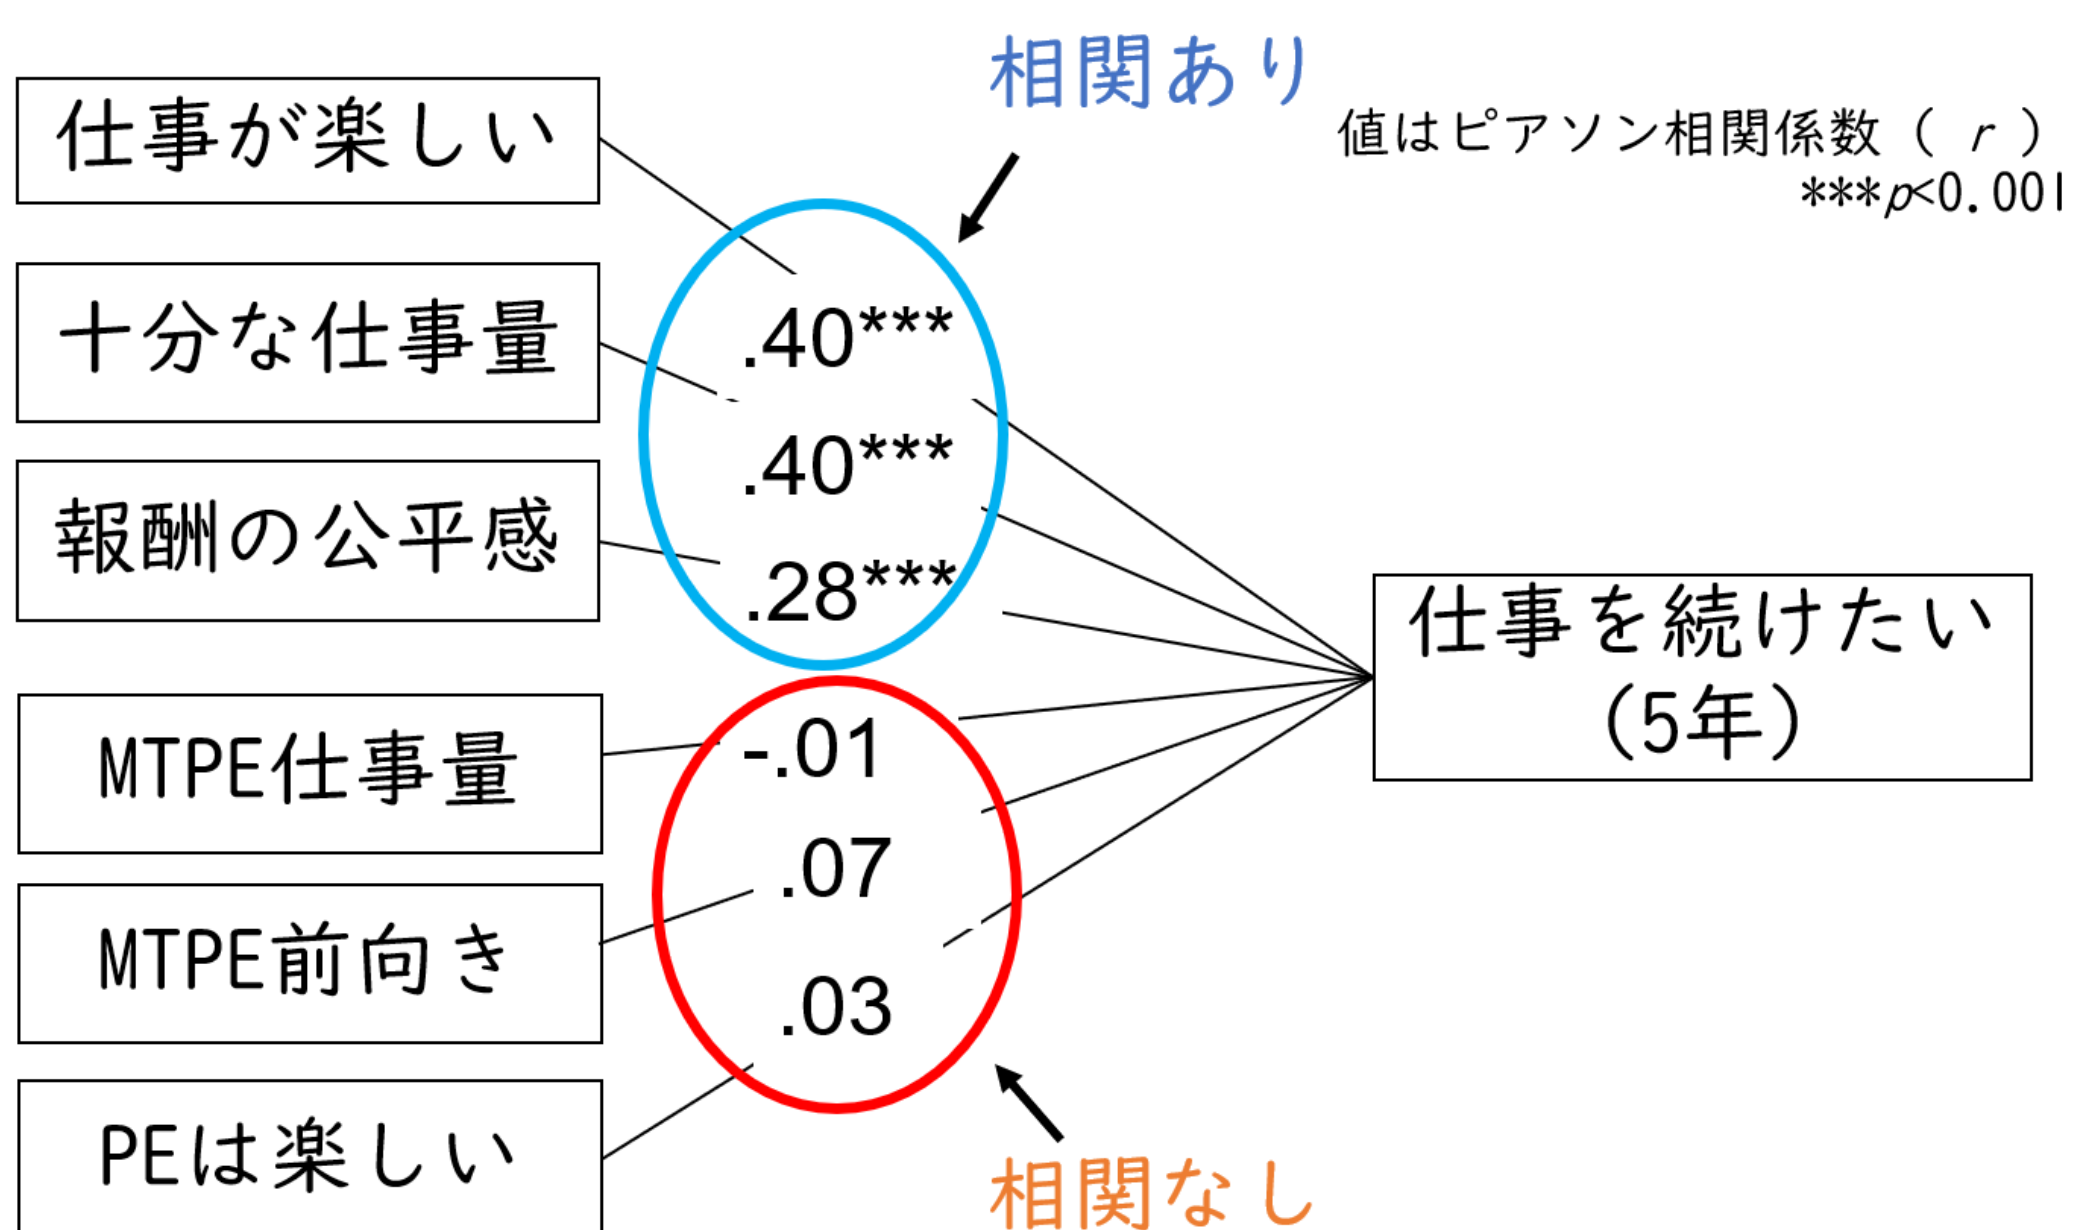 相関あり
値はピアソン相関係数（ r ）
***p<0.001
仕事が楽しい
十分な仕事量
報酬の公平感
MTPE仕事量
MTPE前向き
PEは楽しい
.40***
.40***
.28***
-.01
.07
.03
仕事を続けたい
(5年)
相関なし